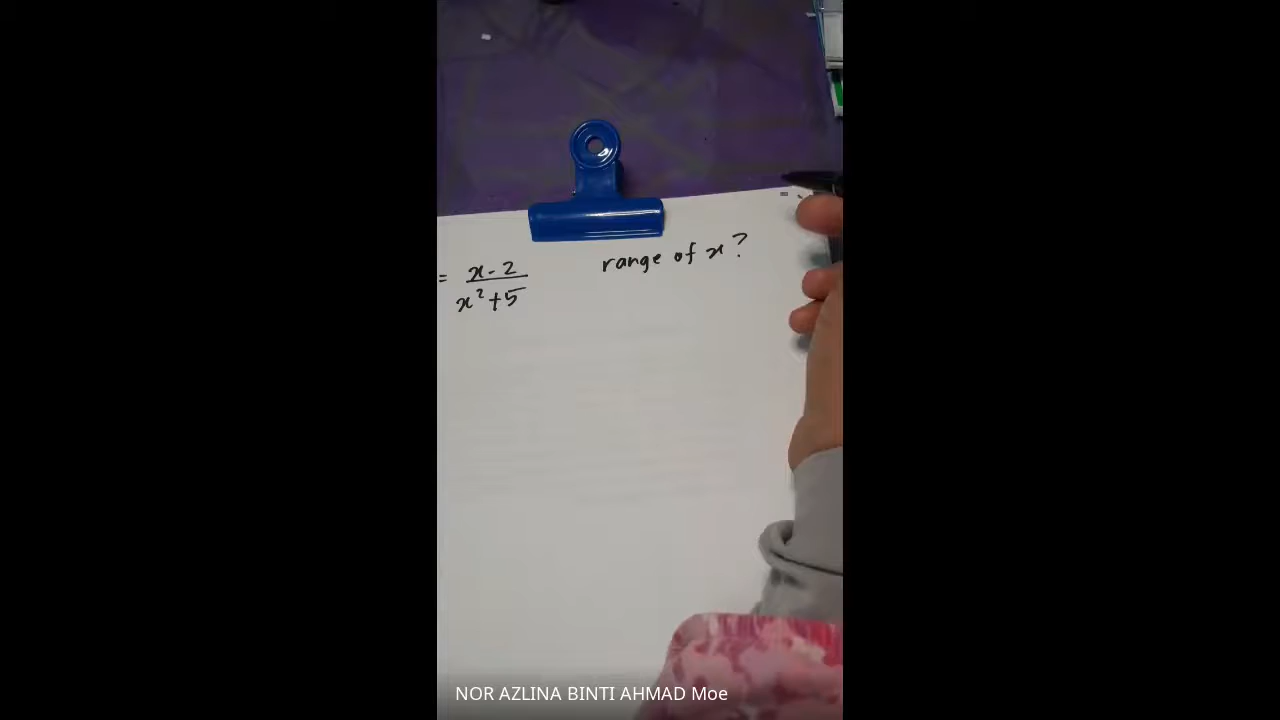 = x - 2 / x² + 5
range of x ?
NOR AZLINA BINTI AHMAD Moe